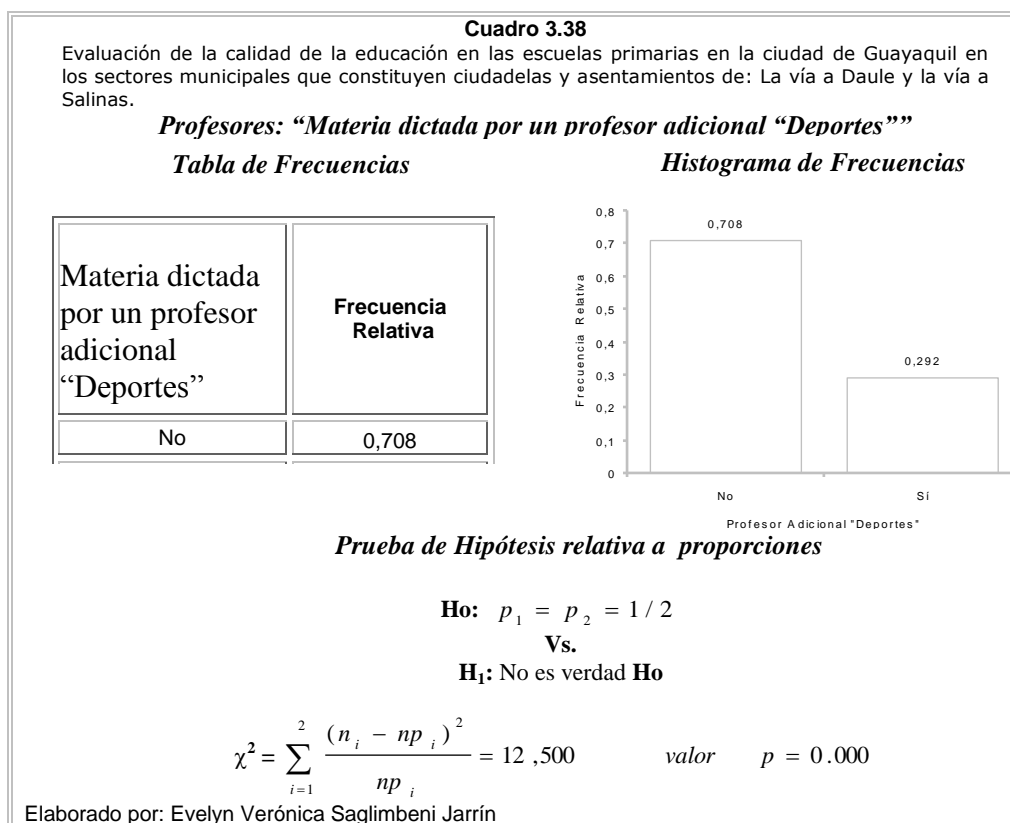 Cuadro 3.38
Evaluación de la calidad de la educación en las escuelas primarias en la ciudad de Guayaquil en
los sectores municipales que constituyen ciudadelas y asentamientos de: La vía a Daule y la vía a
Salinas.
Profesores: “Materia dictada por un profesor adicional “Deportes””
Tabla de Frecuencias
Histograma de Frecuencias
Materia dictada
por un profesor
adicional
“Deportes”
Frecuencia
Relativa
No
0,708
0,8
0,7
0,6
0,5
0,4
0,3
0,2
0,1
0
Frecuencia Relativa
0,708
0,292
No
Sí
Profesor Adicional "Deportes"
Prueba de Hipótesis relativa a proporciones
Ho: p₁ = p₂ = 1 / 2
Vs.
H₁: No es verdad Ho
χ² = ∑ i=1 2 (n i − np i)² / np i = 12 ,500 valor p = 0.000
Elaborado por: Evelyn Verónica Saglimbeni Jarrín